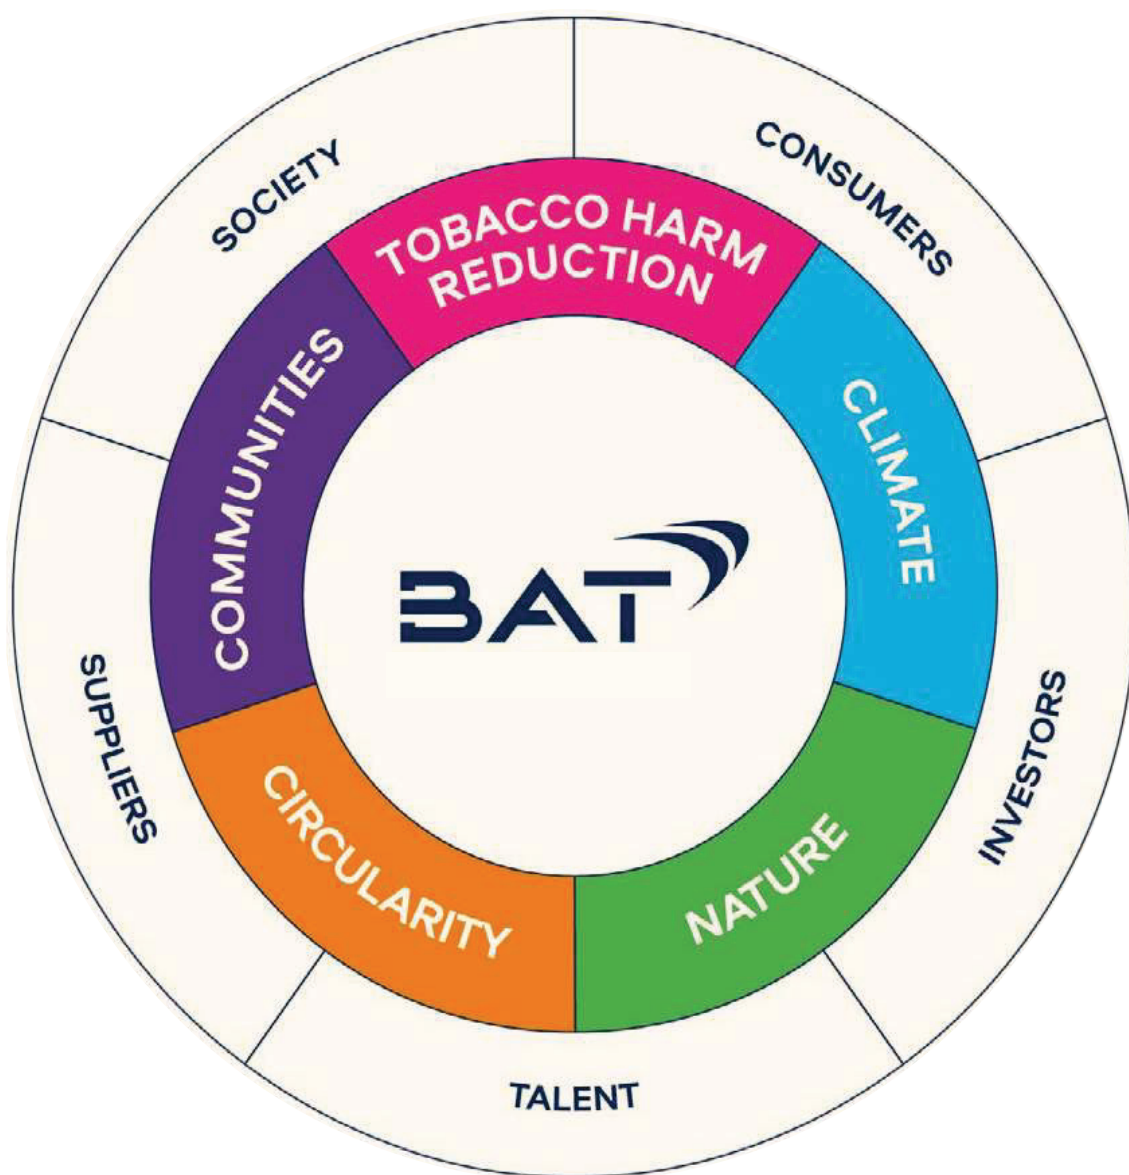 SOCIETY
CONSUMERS
TOBACCO HARM
REDUCTION
COMMUNITIES
CLIMATE
BAT
SUPPLIERS
INVESTORS
CIRCULARITY
NATURE
TALENT